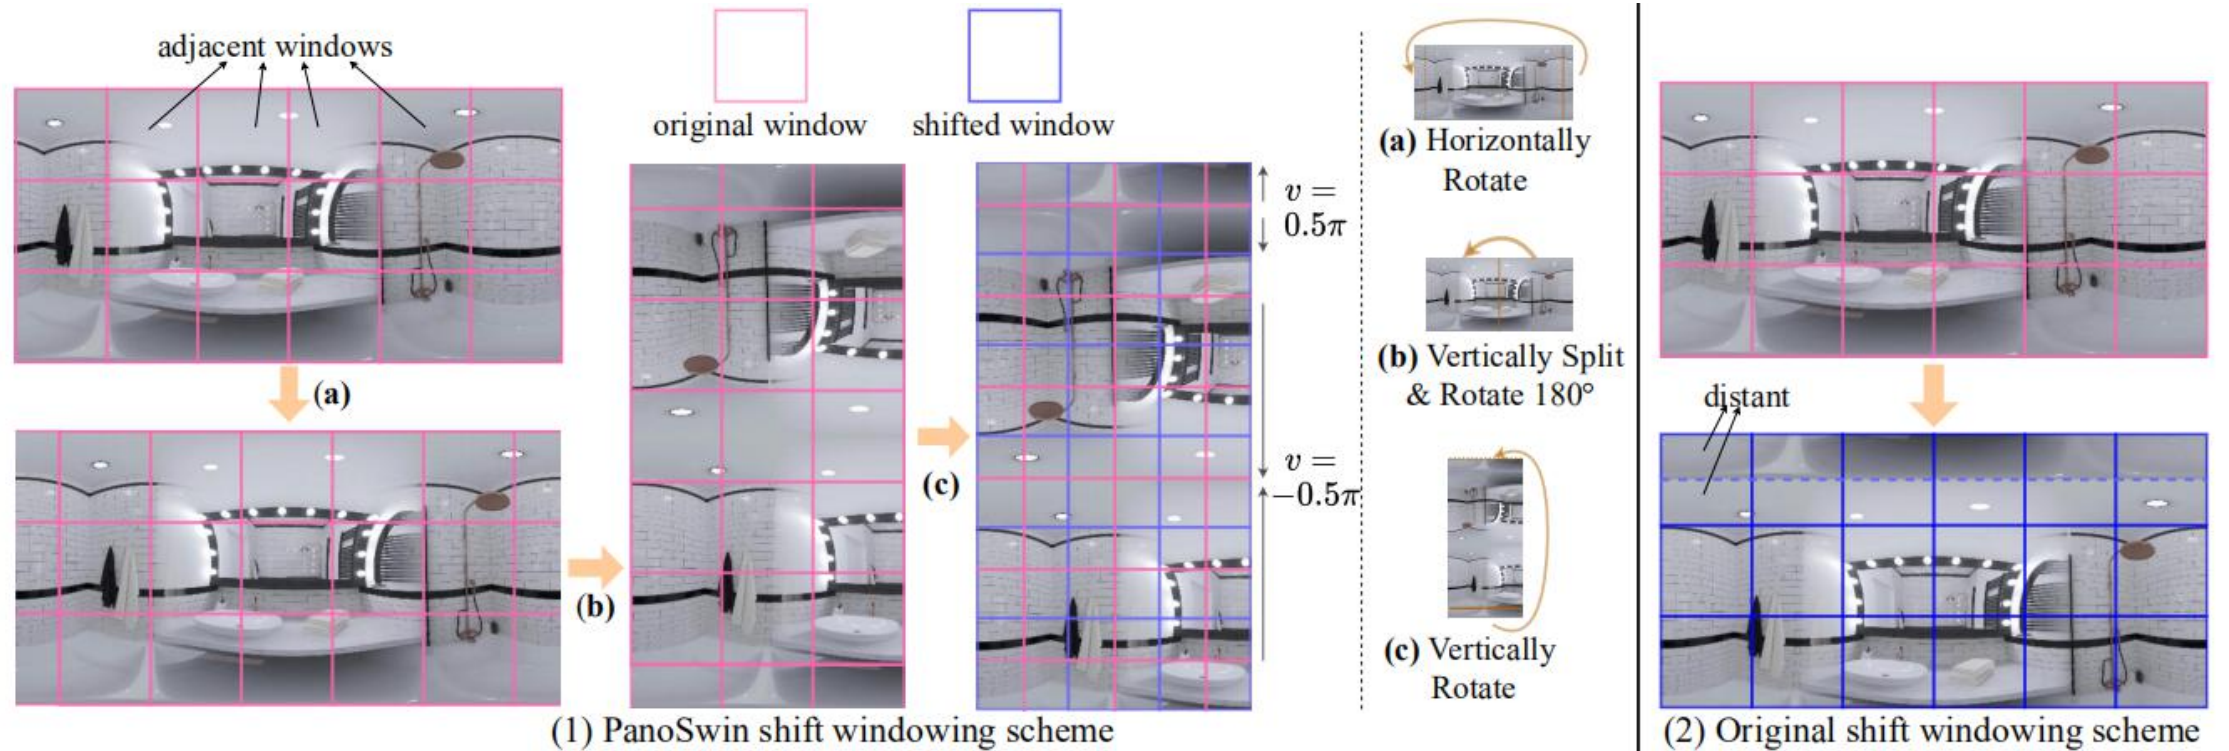 adjacent windows
original window
shifted window
(a)
(b)
(c)
v =
0.5π
v =
−0.5π
(a) Horizontally
Rotate
(b) Vertically Split
& Rotate 180°
(c) Vertically
Rotate
(1) PanoSwin shift windowing scheme
distant
(2) Original shift windowing scheme